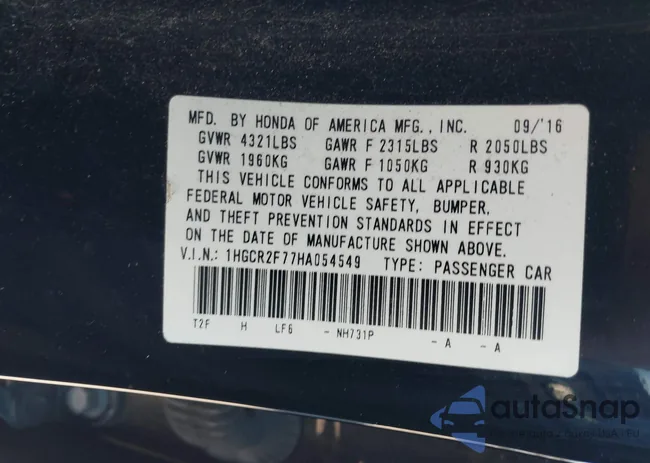 MFD. BY HONDA OF AMERICA MFG., INC. 09/'16
GVWR 4321LBS GAWR F 2315LBS R 2050LBS
GVWR 1960KG GAWR F 1050KG R 930KG
THIS VEHICLE CONFORMS TO ALL APPLICABLE
FEDERAL MOTOR VEHICLE SAFETY, BUMPER,
AND THEFT PREVENTION STANDARDS IN EFFECT
ON THE DATE OF MANUFACTURE SHOWN ABOVE.
V.I.N.: 1HGCR2F77HA054549 TYPE: PASSENGER CAR
T2F H LF6 - NH731P - A - A
autoSnap